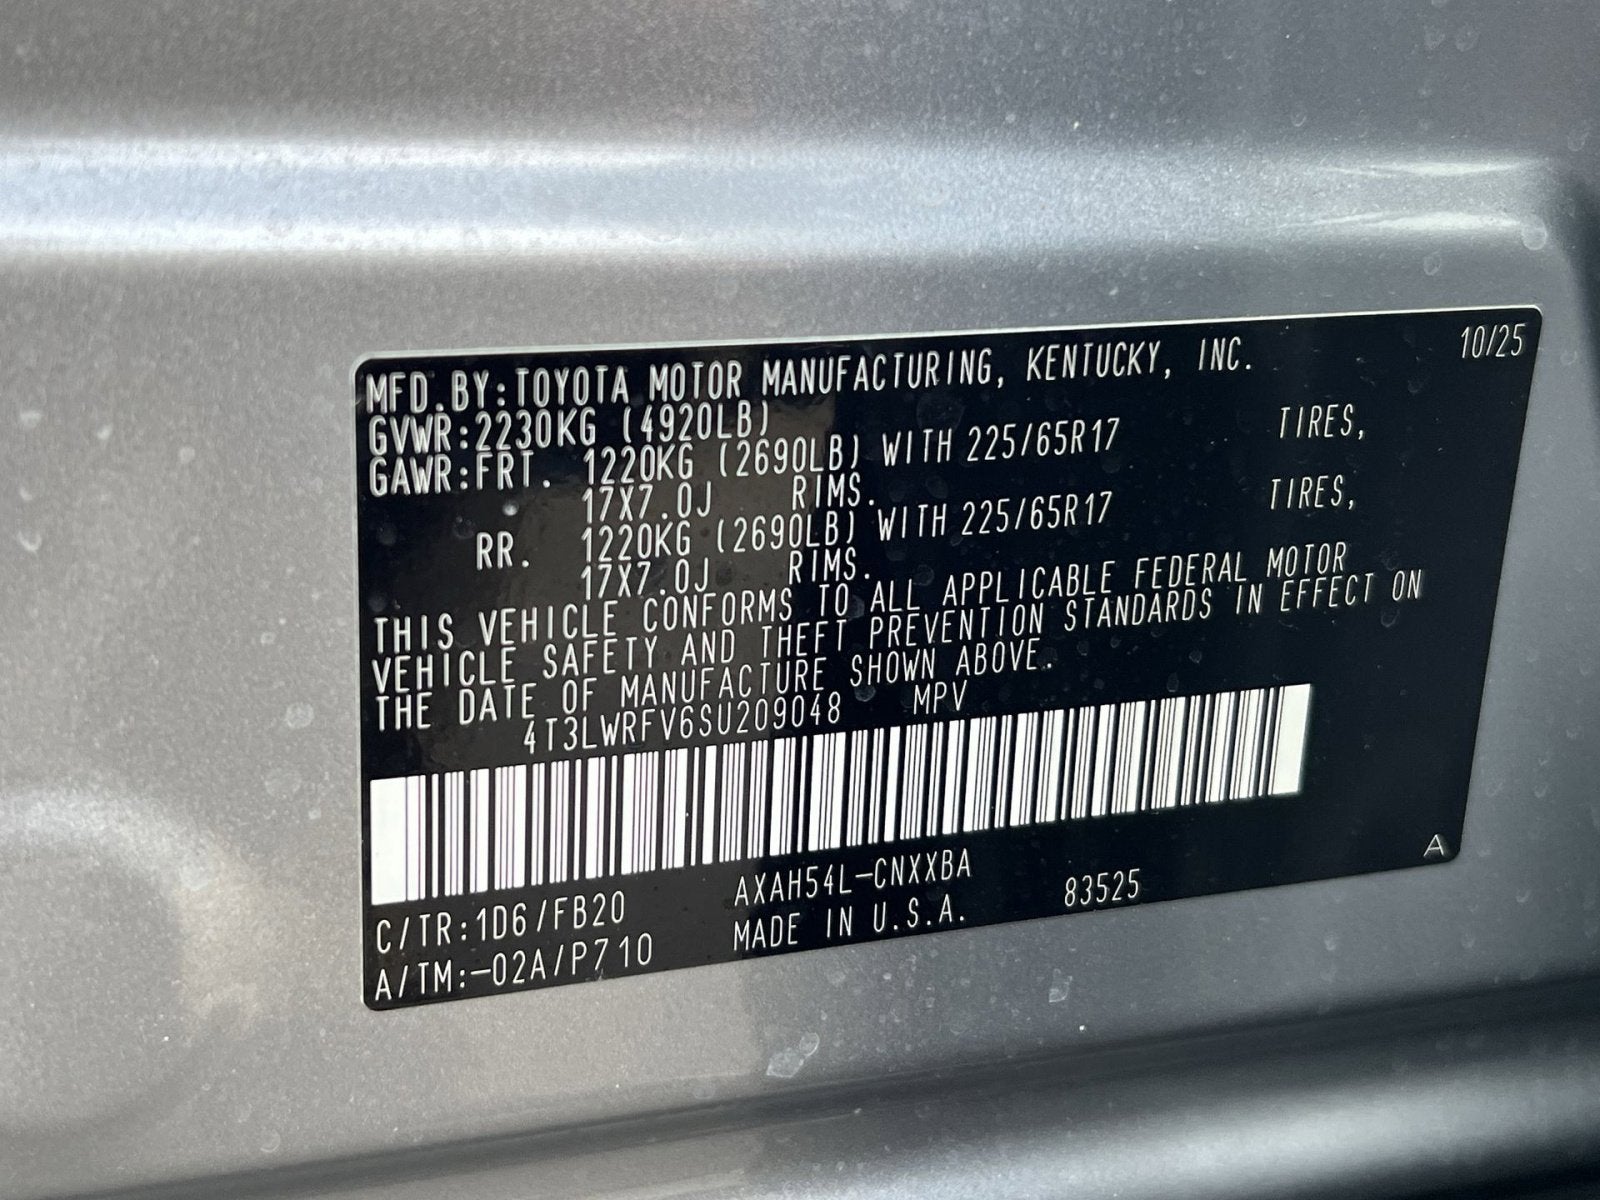 MFD.BY:TOYOTA MOTOR MANUFACTURING, KENTUCKY, INC. 10/25
GVWR:2230KG (4920LB)
GAWR:FRT. 1220KG (2690LB) WITH 225/65R17 TIRES,
17X7.0J RIMS.
RR. 1220KG (2690LB) WITH 225/65R17 TIRES,
17X7.0J RIMS.
THIS VEHICLE CONFORMS TO ALL APPLICABLE FEDERAL MOTOR
VEHICLE SAFETY AND THEFT PREVENTION STANDARDS IN EFFECT ON
THE DATE OF MANUFACTURE SHOWN ABOVE.
4T3LWRFV6SU209048 MPV
C/TR:1D6/FB20 AXAH54L-CNXXBA A
A/TM:-02A/P710 MADE IN U.S.A. 83525